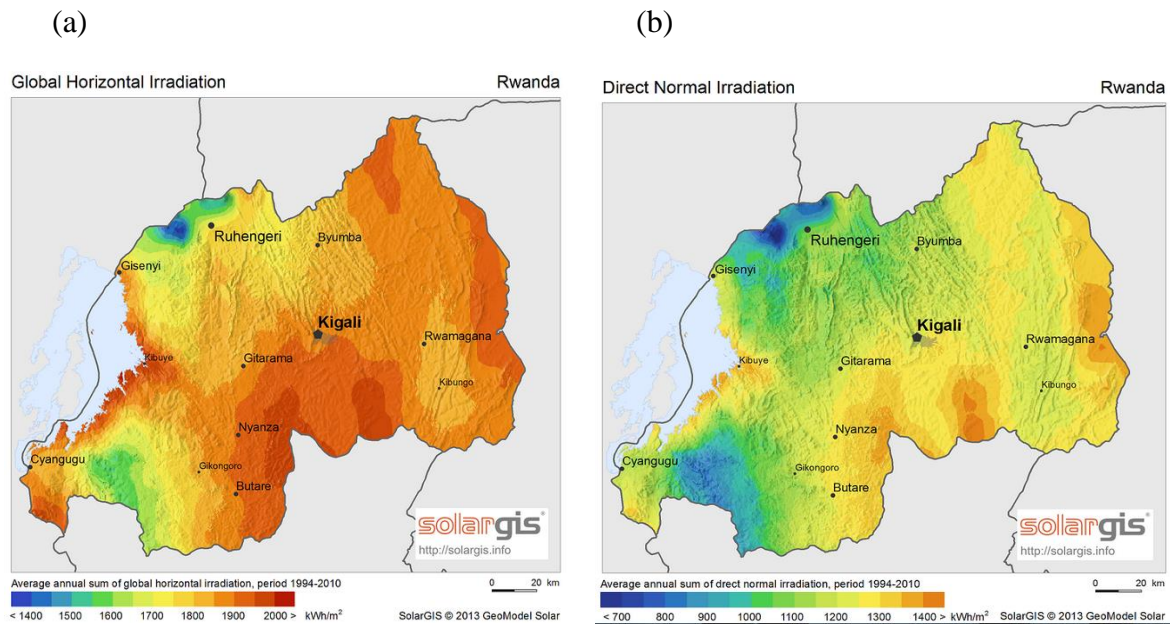 (a)
Global Horizontal Irradiation Rwanda
Ruhengeri
Byumba
Gisenyi
Kigali
Rwamagana
Kibuye
Gitarama
Kibungo
Nyanza
Cyangugu
Gikongoro
Butare
solargis
http://solargis.info
Average annual sum of global horizontal irradiation, period 1994-2010
0 20 km
< 1400 1500 1600 1700 1800 1900 2000 > kWh/m²
SolarGIS © 2013 GeoModel Solar
(b)
Direct Normal Irradiation Rwanda
Ruhengeri
Byumba
Gisenyi
Kigali
Rwamagana
Kibuye
Gitarama
Kibungo
Nyanza
Cyangugu
Gikongoro
Butare
solargis
http://solargis.info
Average annual sum of drect normal irradiation, period 1994-2010
0 20 km
< 700 800 900 1000 1100 1200 1300 1400 > kWh/m²
SolarGIS © 2013 GeoModel Solar